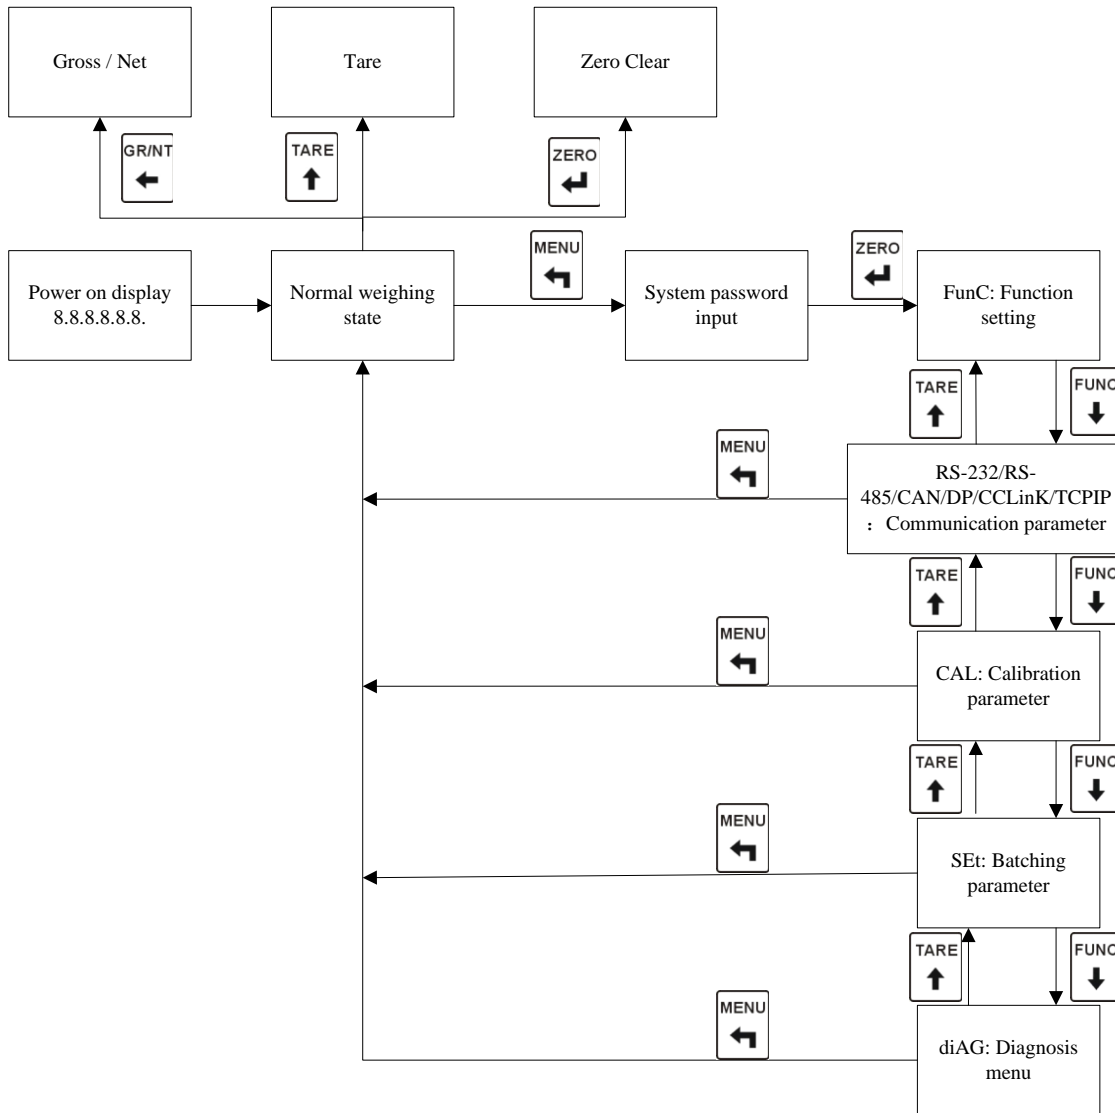 Gross / Net
Tare
Zero Clear
GR/NT
TARE
ZERO
MENU
ZERO
Power on display
8.8.8.8.8.8.
Normal weighing
state
System password
input
FunC: Function
setting
TARE
FUNC
MENU
RS-232/RS-
485/CAN/DP/CCLinK/TCPIP
：Communication parameter
TARE
FUNC
MENU
CAL: Calibration
parameter
TARE
FUNC
MENU
SEt: Batching
parameter
TARE
FUNC
MENU
diAG: Diagnosis
menu